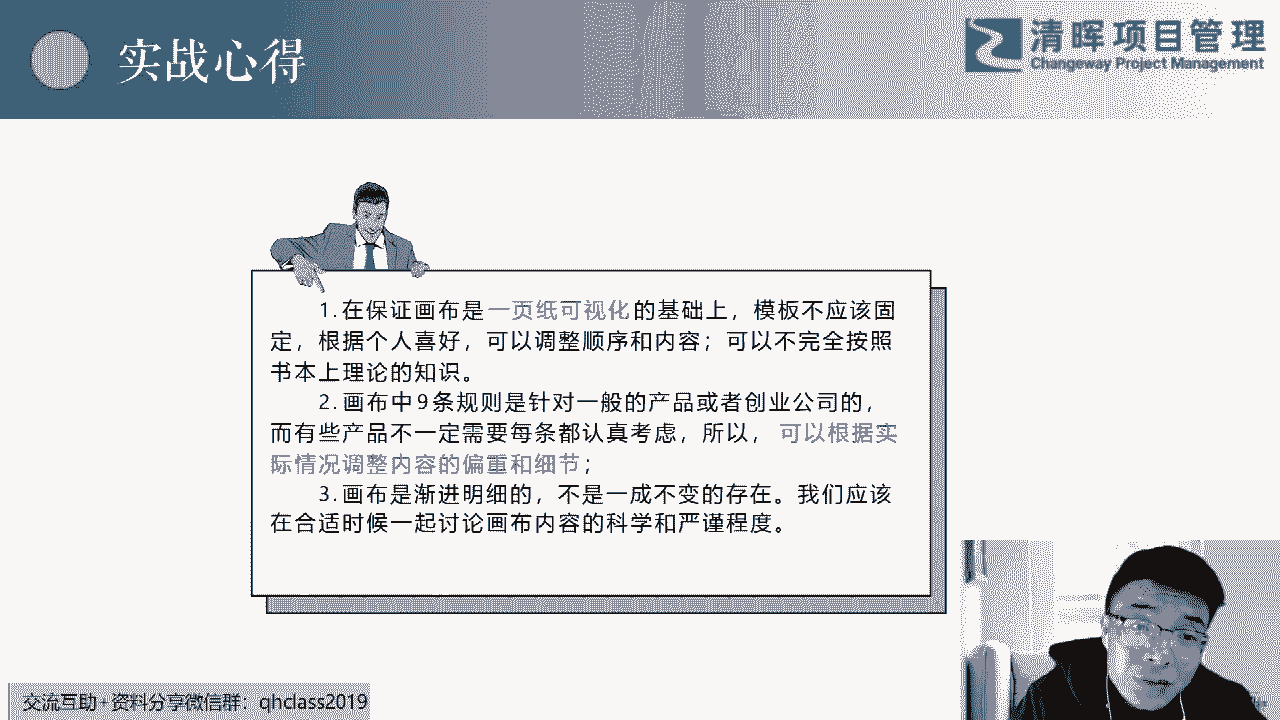 实战心得
清晖项目管理
Changeway Project Management
1.在保证画布是一页纸可视化的基础上，模板不应该固
定，根据个人喜好，可以调整顺序和内容；可以不完全按照
书本上理论的知识。
2.画布中9条规则是针对一般的产品或者创业公司的，
而有些产品不一定需要每条都认真考虑，所以， 可以根据实
际情况调整内容的偏重和细节；
3.画布是渐进明细的，不是一成不变的存在。我们应该
在合适时候一起讨论画布内容的科学和严谨程度。
交流互助+资料分享微信群：qhclass2019